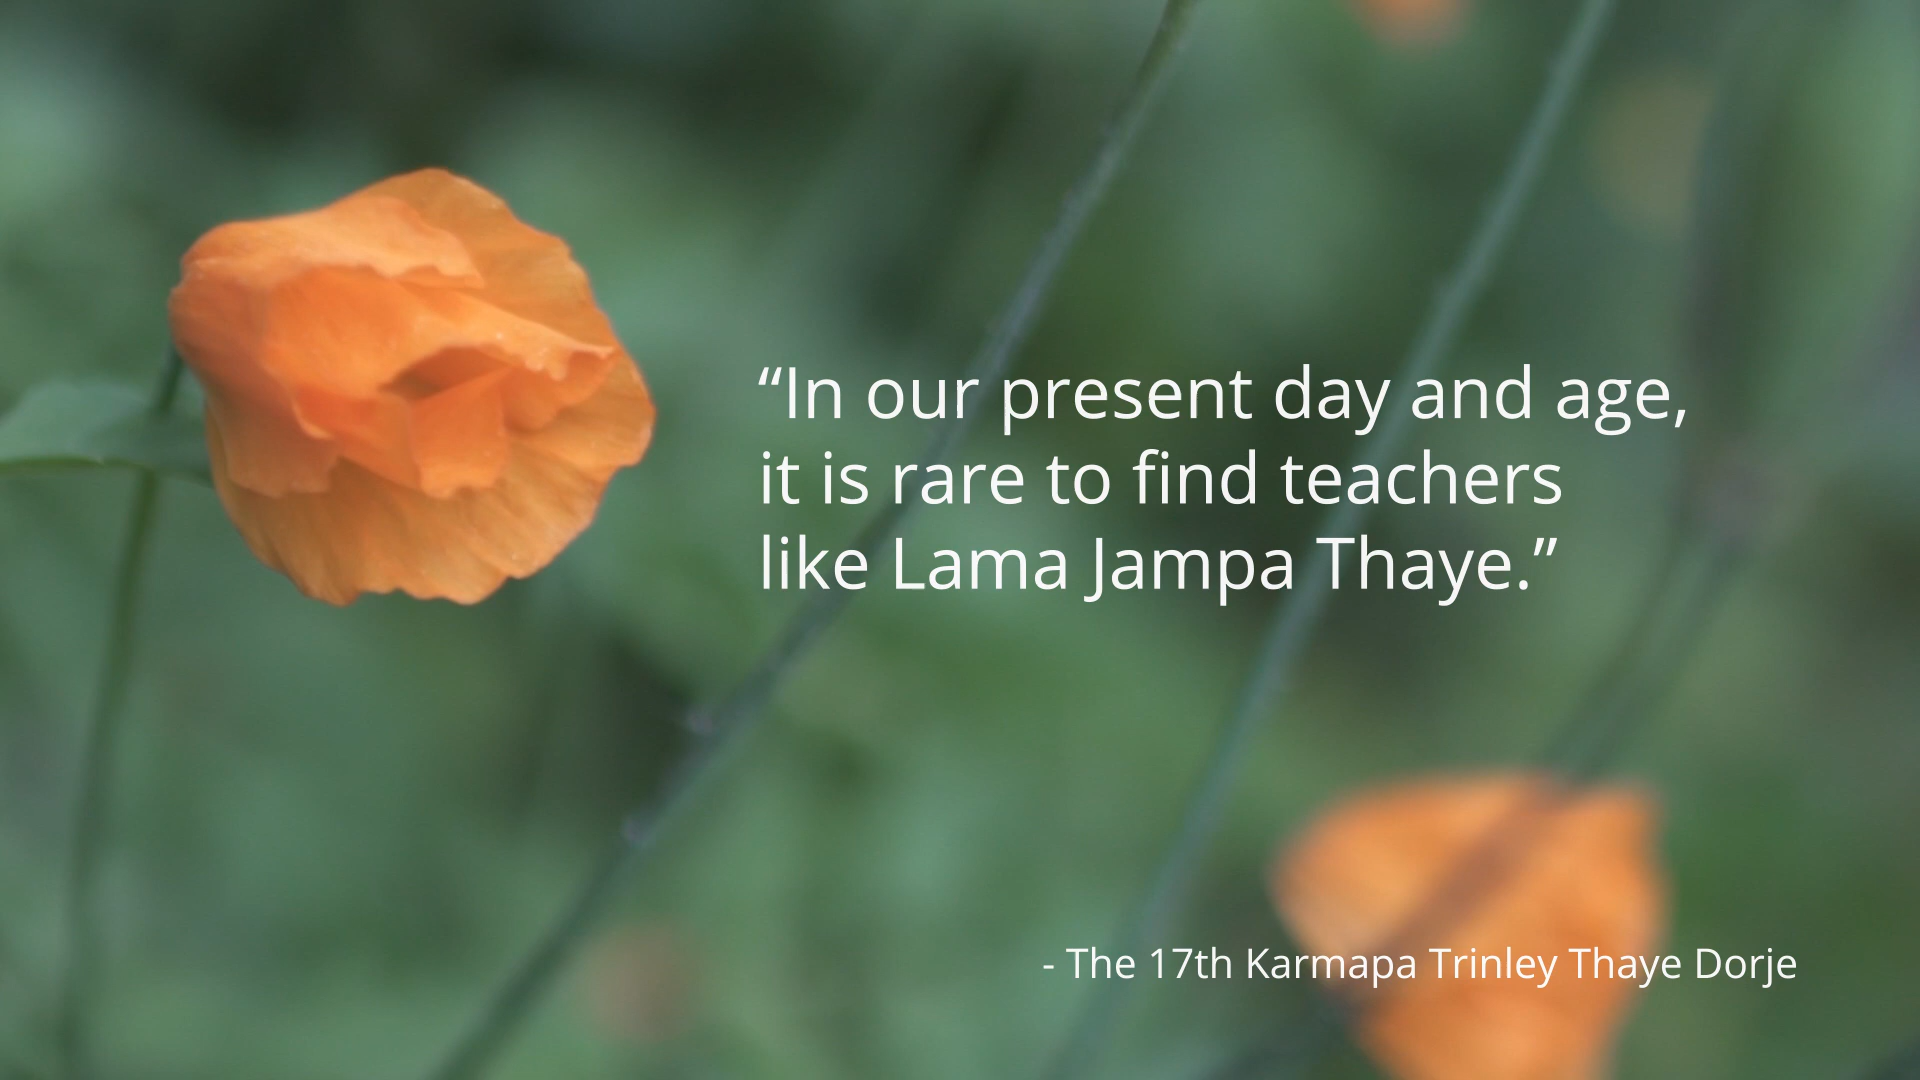 “In our present day and age,
it is rare to find teachers
like Lama Jampa Thaye.”
- The 17th Karmapa Trinley Thaye Dorje